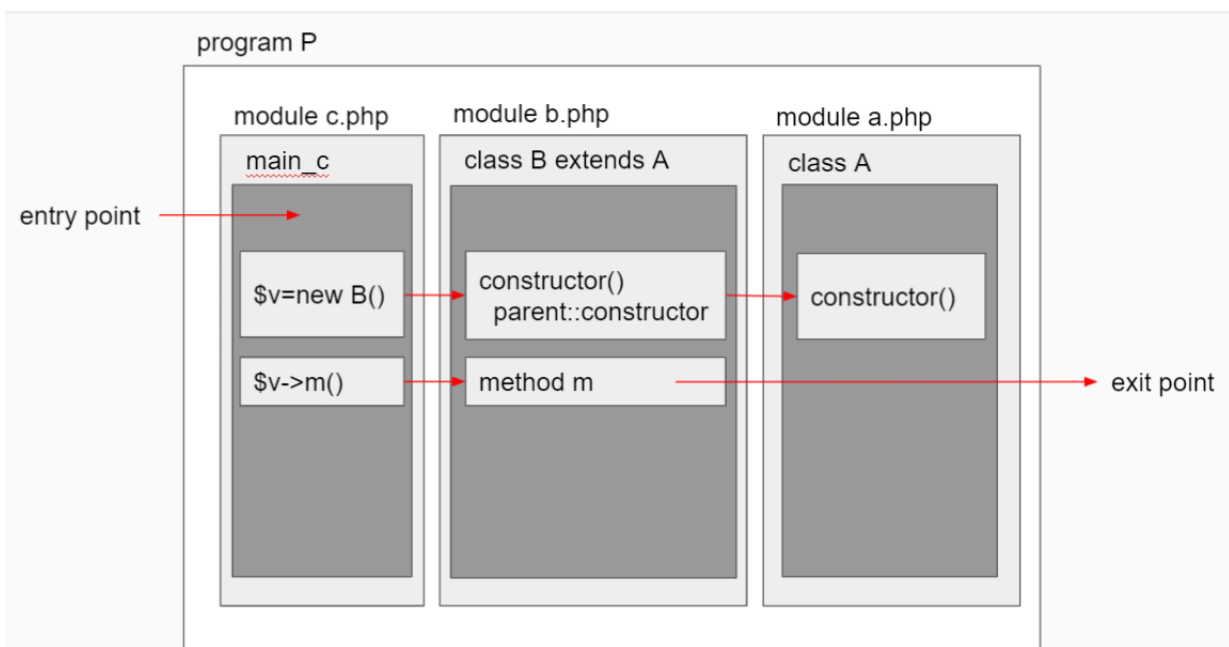 program P
module c.php
module b.php
module a.php
main_c
class B extends A
class A
entry point
$v=new B()
constructor()
parent::constructor
constructor()
$v->m()
method m
exit point